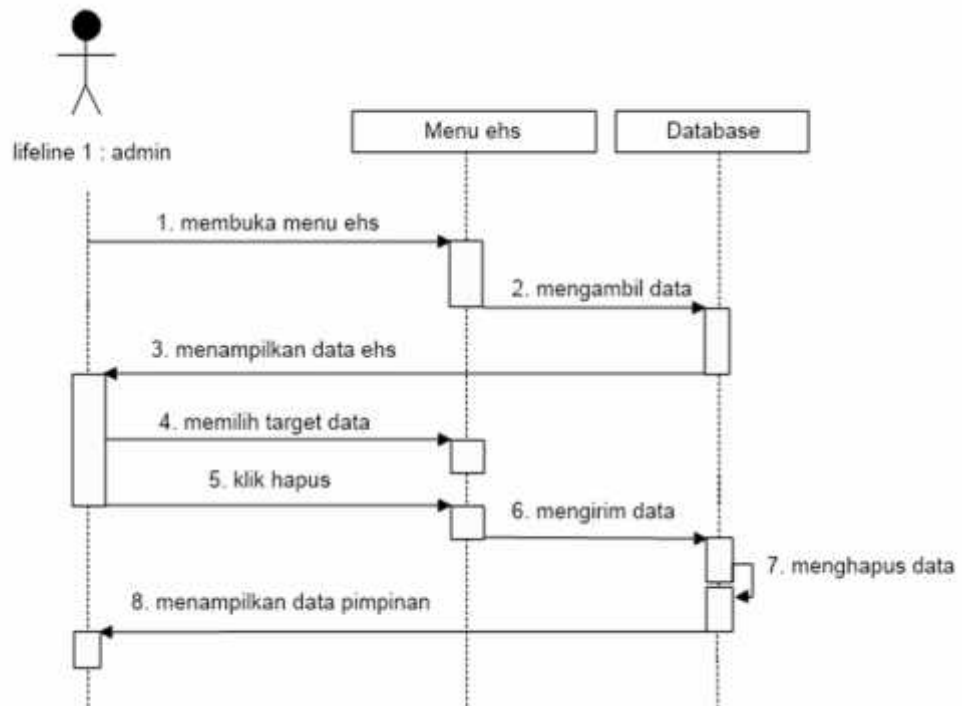 lifeline 1 : admin
Menu ehs
Database
1. membuka menu ehs
2. mengambil data
3. menampilkan data ehs
4. memilih target data
5. klik hapus
6. mengirim data
7. menghapus data
8. menampilkan data pimpinan